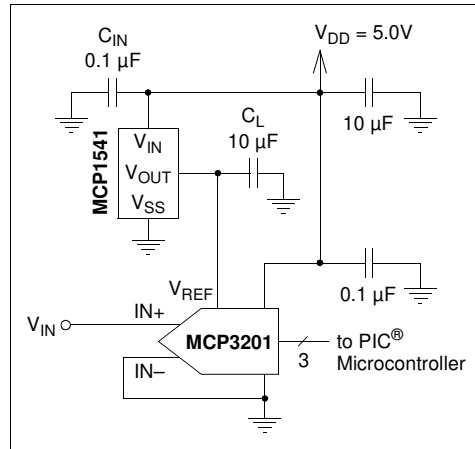 C_IN
0.1 µF
V_DD = 5.0V
10 µF
MCP1541
V_IN
V_OUT
V_SS
C_L
10 µF
0.1 µF
V_REF
V_IN
IN+
IN–
MCP3201
3
to PIC®
Microcontroller